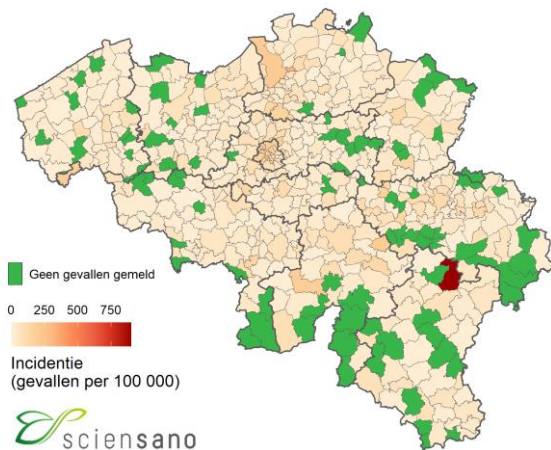 Geen gevallen gemeld
0 250 500 750
Incidentie
(gevallen per 100 000)
sciensano